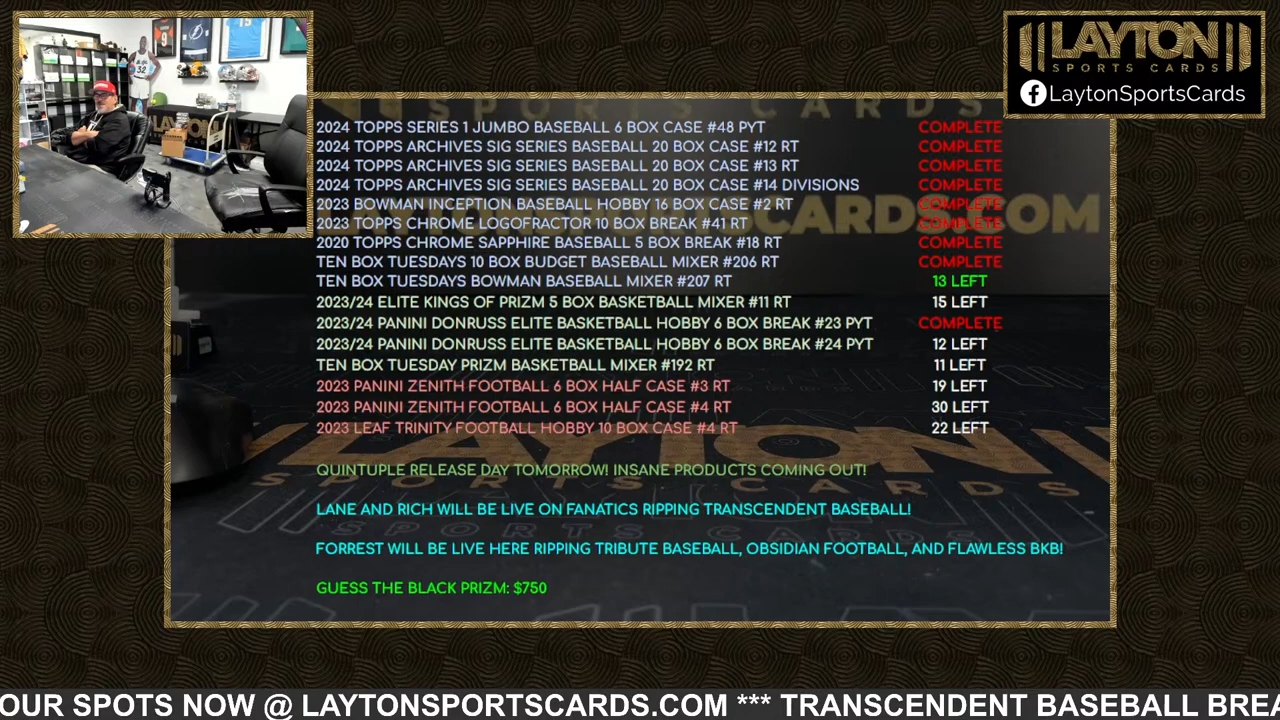 LAYTON
SPORTS CARDS
LaytonSportsCards
SPORTS CARDS
2024 TOPPS SERIES 1 JUMBO BASEBALL 6 BOX CASE #48 PYT COMPLETE
2024 TOPPS ARCHIVES SIG SERIES BASEBALL 20 BOX CASE #12 RT COMPLETE
2024 TOPPS ARCHIVES SIG SERIES BASEBALL 20 BOX CASE #13 RT COMPLETE
2024 TOPPS ARCHIVES SIG SERIES BASEBALL 20 BOX CASE #14 DIVISIONS COMPLETE
2023 BOWMAN INCEPTION BASEBALL HOBBY 16 BOX CASE #2 RT COMPLETE
2023 TOPPS CHROME LOGOFRACTOR 10 BOX BREAK #41 RT COMPLETE
2020 TOPPS CHROME SAPPHIRE BASEBALL 5 BOX BREAK #18 RT COMPLETE
TEN BOX TUESDAYS 10 BOX BUDGET BASEBALL MIXER #206 RT COMPLETE
TEN BOX TUESDAYS BOWMAN BASEBALL MIXER #207 RT 13 LEFT
2023/24 ELITE KINGS OF PRIZM 5 BOX BASKETBALL MIXER #11 RT 15 LEFT
2023/24 PANINI DONRUSS ELITE BASKETBALL HOBBY 6 BOX BREAK #23 PYT COMPLETE
2023/24 PANINI DONRUSS ELITE BASKETBALL HOBBY 6 BOX BREAK #24 PYT 12 LEFT
TEN BOX TUESDAY PRIZM BASKETBALL MIXER #192 RT 11 LEFT
2023 PANINI ZENITH FOOTBALL 6 BOX HALF CASE #3 RT 19 LEFT
2023 PANINI ZENITH FOOTBALL 6 BOX HALF CASE #4 RT 30 LEFT
2023 LEAF TRINITY FOOTBALL HOBBY 10 BOX CASE #4 RT 22 LEFT
LAYTON
SPORTS CARDS
QUINTUPLE RELEASE DAY TOMORROW! INSANE PRODUCTS COMING OUT!
LANE AND RICH WILL BE LIVE ON FANATICS RIPPING TRANSCENDENT BASEBALL!
FORREST WILL BE LIVE HERE RIPPING TRIBUTE BASEBALL, OBSIDIAN FOOTBALL, AND FLAWLESS BKB!
GUESS THE BLACK PRIZM: $750
OUR SPOTS NOW @ LAYTONSPORTSCARDS.COM *** TRANSCENDENT BASEBALL BREA